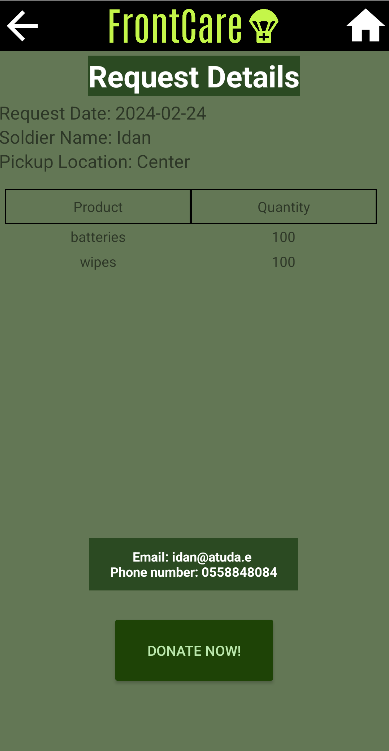 FrontCare
Request Details
Request Date: 2024-02-24
Soldier Name: Idan
Pickup Location: Center
Product Quantity
batteries 100
wipes 100
Email: idan@atuda.e
Phone number: 0558848084
DONATE NOW!